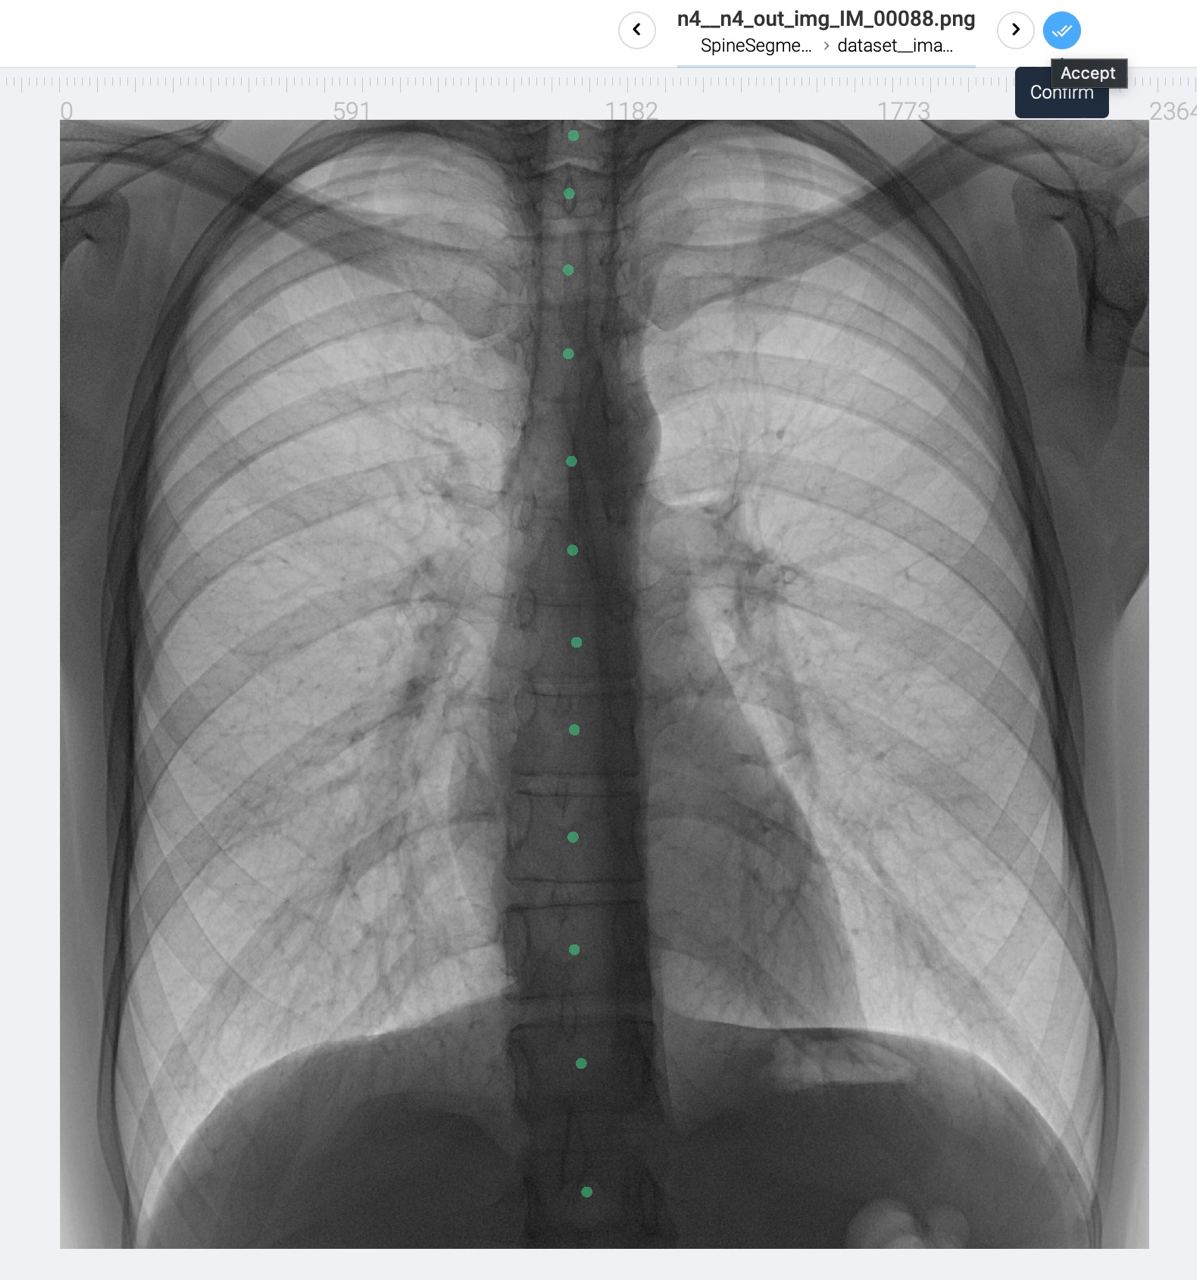 n4__n4_out_img_IM_00088.png
SpineSegme... › dataset__ima...
Accept
Confirm
0 591 1182 1773 2364